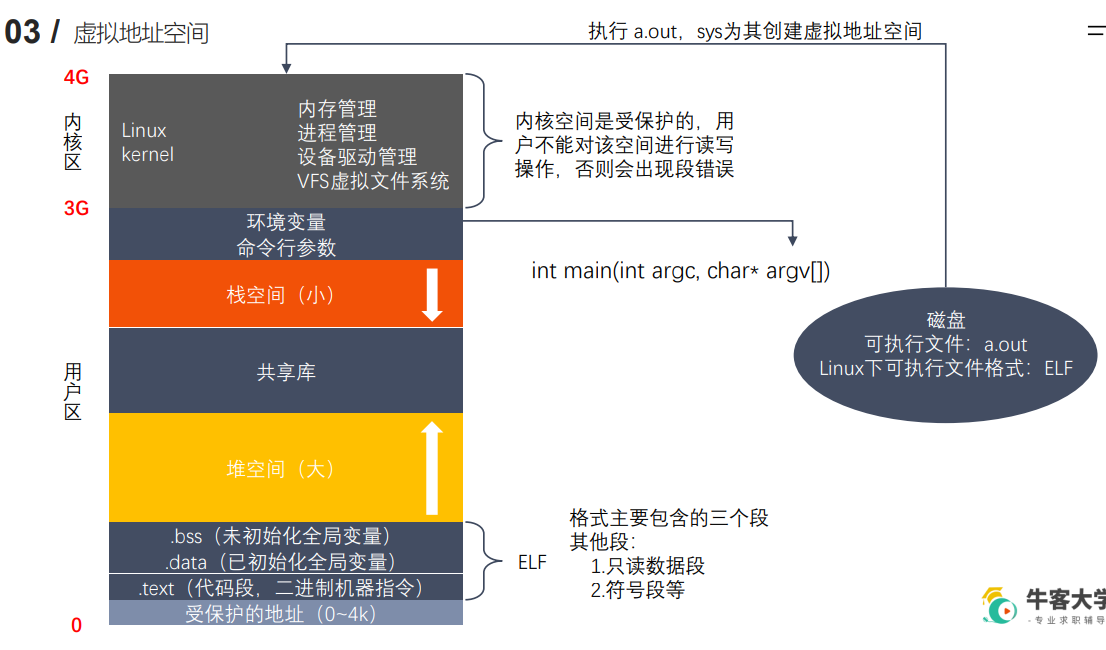 03 / 虚拟地址空间
执行 a.out，sys为其创建虚拟地址空间
4G
内核区
Linux
kernel
内存管理
进程管理
设备驱动管理
VFS虚拟文件系统
内核空间是受保护的，用
户不能对该空间进行读写
操作，否则会出现段错误
3G
环境变量
命令行参数
int main(int argc, char* argv[])
栈空间（小）
用户区
共享库
磁盘
可执行文件：a.out
Linux下可执行文件格式：ELF
堆空间（大）
.bss（未初始化全局变量）
.data（已初始化全局变量）
.text（代码段，二进制机器指令）
受保护的地址（0~4k）
0
ELF
格式主要包含的三个段
其他段：
1.只读数据段
2.符号段等
牛客大学
·专业求职辅导